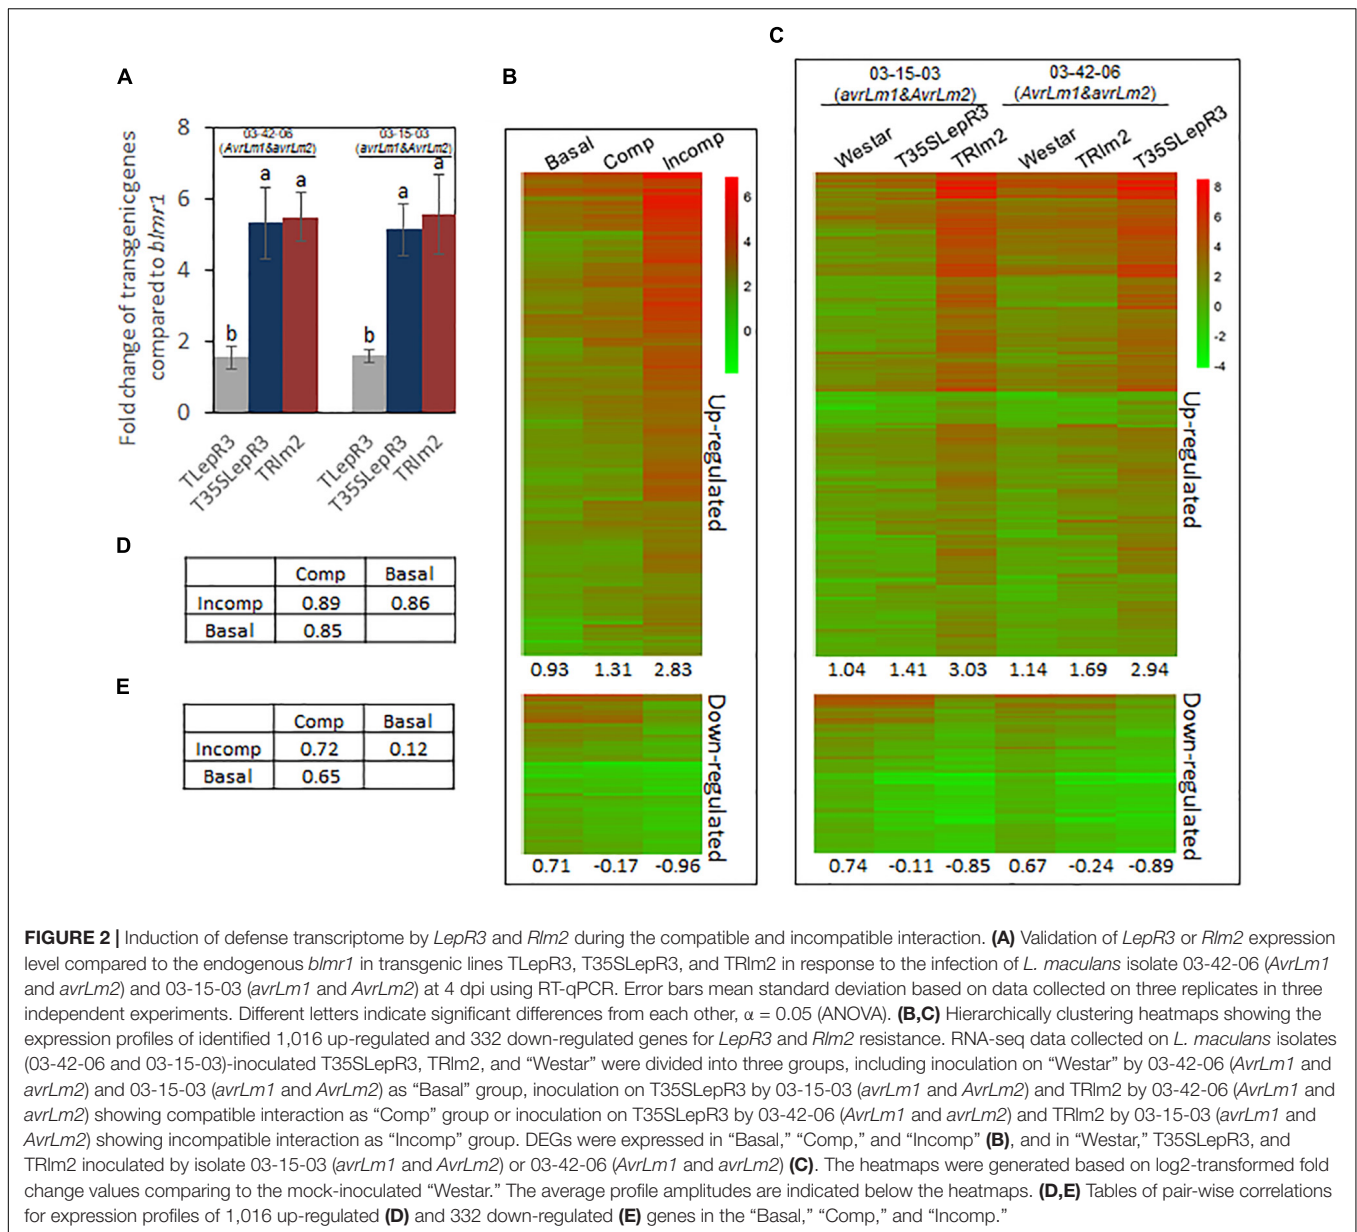 A
Fold change of transgenic genes
compared to blmr1
8
6
4
2
0
03-42-06
(AvrLm1&avrLm2)
03-15-03
(avrLm1&AvrLm2)
b
a
a
b
a
a
TLepR3
T35SLepR3
TRlm2
TLepR3
T35SLepR3
TRlm2
B
Basal
Comp
Incomp
6
4
2
0
Up-regulated
0.93 1.31 2.83
Down-regulated
0.71 -0.17 -0.96
C
03-15-03
(avrLm1&AvrLm2)
03-42-06
(AvrLm1&avrLm2)
Westar
T35SLepR3
TRlm2
Westar
TRlm2
T35SLepR3
8
6
4
2
0
-2
-4
Up-regulated
1.04 1.41 3.03 1.14 1.69 2.94
Down-regulated
0.74 -0.11 -0.85 0.67 -0.24 -0.89
D
Comp Basal
Incomp 0.89 0.86
Basal 0.85
E
Comp Basal
Incomp 0.72 0.12
Basal 0.65
FIGURE 2 | Induction of defense transcriptome by LepR3 and Rlm2 during the compatible and incompatible interaction. (A) Validation of LepR3 or Rlm2 expression
level compared to the endogenous blmr1 in transgenic lines TLepR3, T35SLepR3, and TRlm2 in response to the infection of L. maculans isolate 03-42-06 (AvrLm1
and avrLm2) and 03-15-03 (avrLm1 and AvrLm2) at 4 dpi using RT-qPCR. Error bars mean standard deviation based on data collected on three replicates in three
independent experiments. Different letters indicate significant differences from each other, α = 0.05 (ANOVA). (B,C) Hierarchically clustering heatmaps showing the
expression profiles of identified 1,016 up-regulated and 332 down-regulated genes for LepR3 and Rlm2 resistance. RNA-seq data collected on L. maculans isolates
(03-42-06 and 03-15-03)-inoculated T35SLepR3, TRlm2, and “Westar” were divided into three groups, including inoculation on “Westar” by 03-42-06 (AvrLm1 and
avrLm2) and 03-15-03 (avrLm1 and AvrLm2) as “Basal” group, inoculation on T35SLepR3 by 03-15-03 (avrLm1 and AvrLm2) and TRlm2 by 03-42-06 (AvrLm1 and
avrLm2) showing compatible interaction as “Comp” group or inoculation on T35SLepR3 by 03-42-06 (AvrLm1 and avrLm2) and TRlm2 by 03-15-03 (avrLm1 and
AvrLm2) showing incompatible interaction as “Incomp” group. DEGs were expressed in “Basal,” “Comp,” and “Incomp” (B), and in “Westar,” T35SLepR3, and
TRlm2 inoculated by isolate 03-15-03 (avrLm1 and AvrLm2) or 03-42-06 (AvrLm1 and avrLm2) (C). The heatmaps were generated based on log2-transformed fold
change values comparing to the mock-inoculated “Westar.” The average profile amplitudes are indicated below the heatmaps. (D,E) Tables of pair-wise correlations
for expression profiles of 1,016 up-regulated (D) and 332 down-regulated (E) genes in the “Basal,” “Comp,” and “Incomp.”